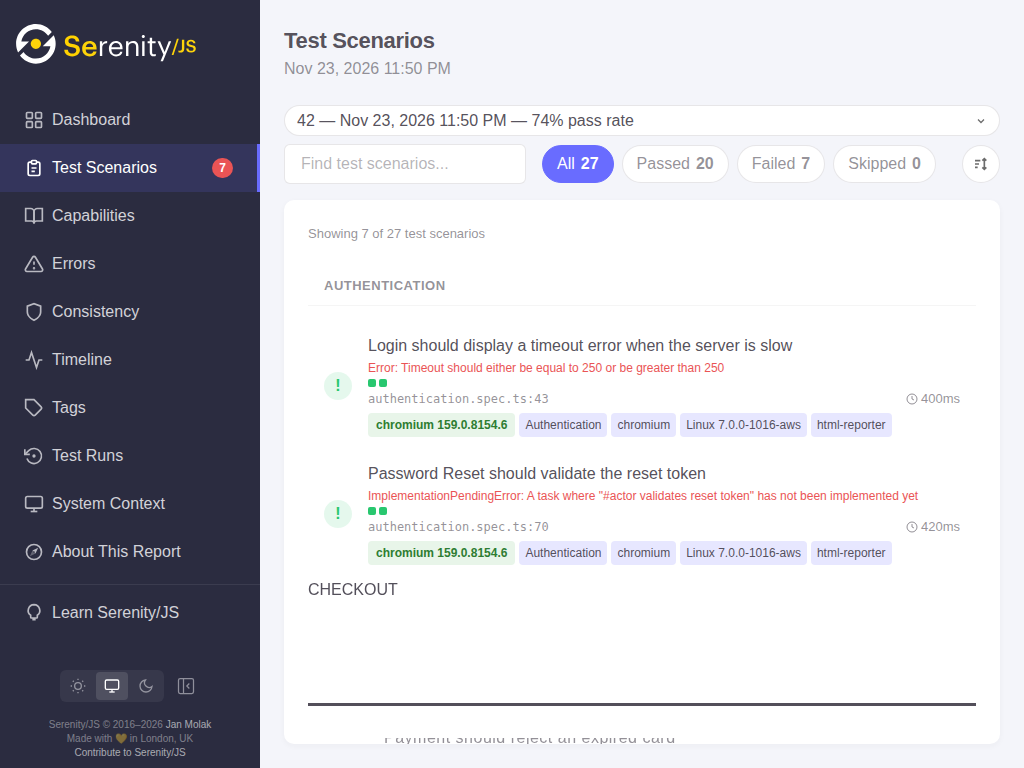 Serenity/JS
Dashboard
Test Scenarios 7
Capabilities
Errors
Consistency
Timeline
Tags
Test Runs
System Context
About This Report
Learn Serenity/JS
Serenity/JS © 2016–2026 Jan Molak
Made with 💛 in London, UK
Contribute to Serenity/JS
Test Scenarios
Nov 23, 2026 11:50 PM
42 — Nov 23, 2026 11:50 PM — 74% pass rate
Find test scenarios...
All 27
Passed 20
Failed 7
Skipped 0
Showing 7 of 27 test scenarios
AUTHENTICATION
Login should display a timeout error when the server is slow
Error: Timeout should either be equal to 250 or be greater than 250
!
authentication.spec.ts:43 400ms
chromium 159.0.8154.6 Authentication chromium Linux 7.0.0-1016-aws html-reporter
Password Reset should validate the reset token
ImplementationPendingError: A task where "#actor validates reset token" has not been implemented yet
!
authentication.spec.ts:70 420ms
chromium 159.0.8154.6 Authentication chromium Linux 7.0.0-1016-aws html-reporter
CHECKOUT
Payment should reject an expired card